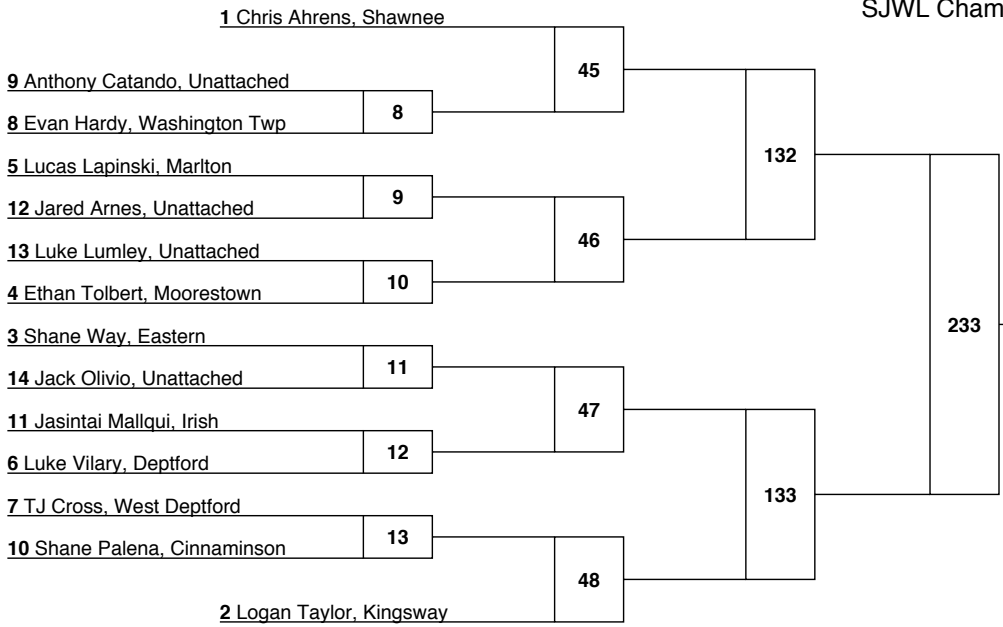 SJWL Cham
1 Chris Ahrens, Shawnee
45
9 Anthony Catando, Unattached
8
8 Evan Hardy, Washington Twp
132
5 Lucas Lapinski, Marlton
9
12 Jared Arnes, Unattached
46
13 Luke Lumley, Unattached
10
4 Ethan Tolbert, Moorestown
233
3 Shane Way, Eastern
11
14 Jack Olivio, Unattached
47
11 Jasintai Mallqui, Irish
12
6 Luke Vilary, Deptford
133
7 TJ Cross, West Deptford
13
10 Shane Palena, Cinnaminson
48
2 Logan Taylor, Kingsway